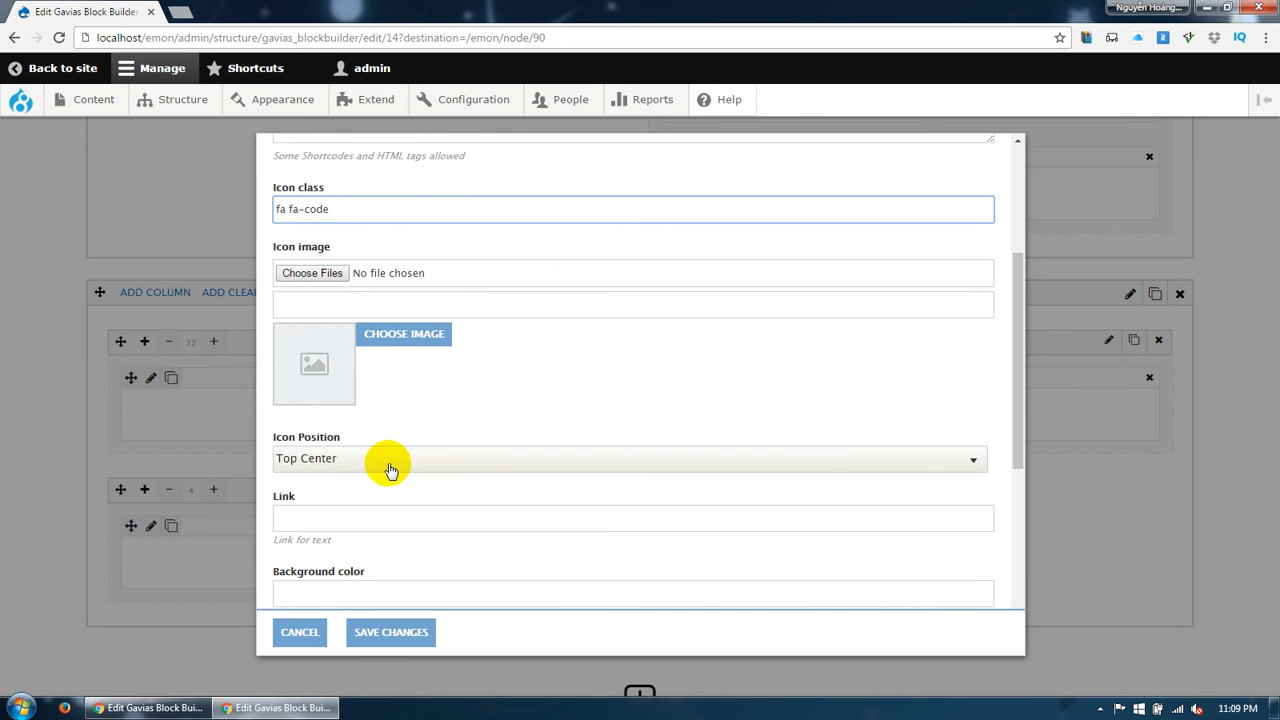 Edit Gavias Block Builder
Nguyen Hoang...
localhost/emon/admin/structure/gavias_blockbuilder/edit/14?destination=/emon/node/90
Back to site
Manage
Shortcuts
admin
Content
Structure
Appearance
Extend
Configuration
People
Reports
Help
Some Shortcodes and HTML tags allowed
Icon class
fa fa-code
Icon image
Choose Files No file chosen
ADD COLUMN ADD CLEA
CHOOSE IMAGE
12
Icon Position
Top Center
4
Link
Link for text
Background color
CANCEL
SAVE CHANGES
Edit Gavias Block Bui...
Edit Gavias Block Bui...
11:09 PM